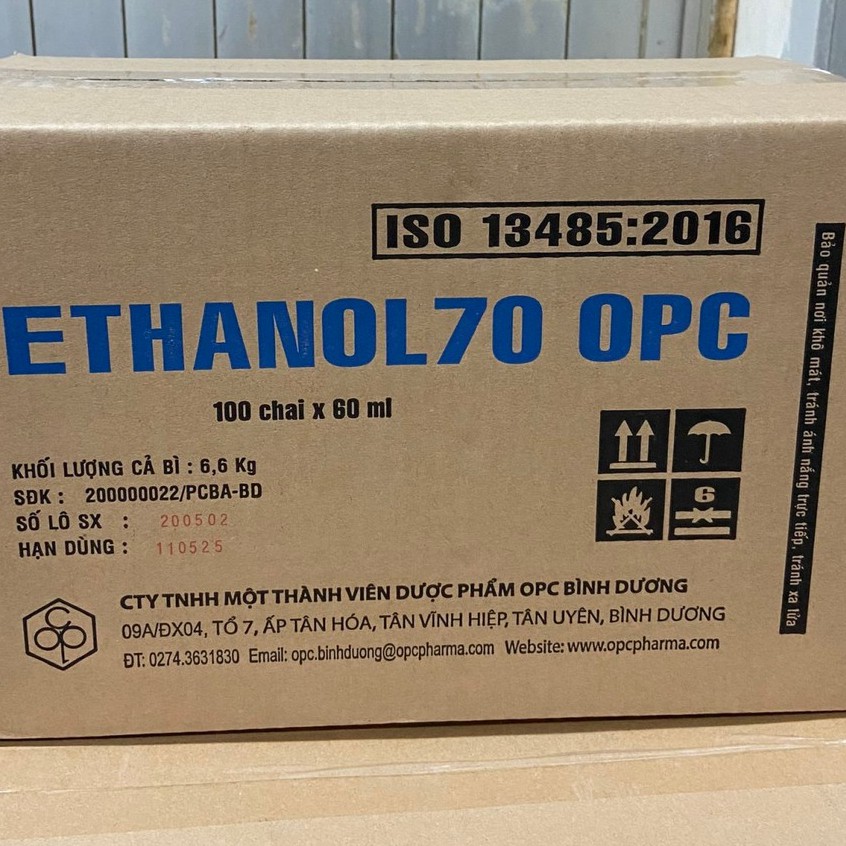 ISO 13485:2016
ETHANOL70 OPC
100 chai x 60 ml
KHỐI LƯỢNG CẢ BÌ : 6,6 Kg
SĐK : 200000022/PCBA-BD
SỐ LÔ SX : 200502
HẠN DÙNG : 110525
6
Bảo quản nơi khô mát, tránh ánh nắng trực tiếp, tránh xa lửa
OPC
CTY TNHH MỘT THÀNH VIÊN DƯỢC PHẨM OPC BÌNH DƯƠNG
09A/ĐX04, TỔ 7, ẤP TÂN HÓA, TÂN VĨNH HIỆP, TÂN UYÊN, BÌNH DƯƠNG
ĐT: 0274.3631830 Email: opc.binhduong@opcpharma.com Website: www.opcpharma.com